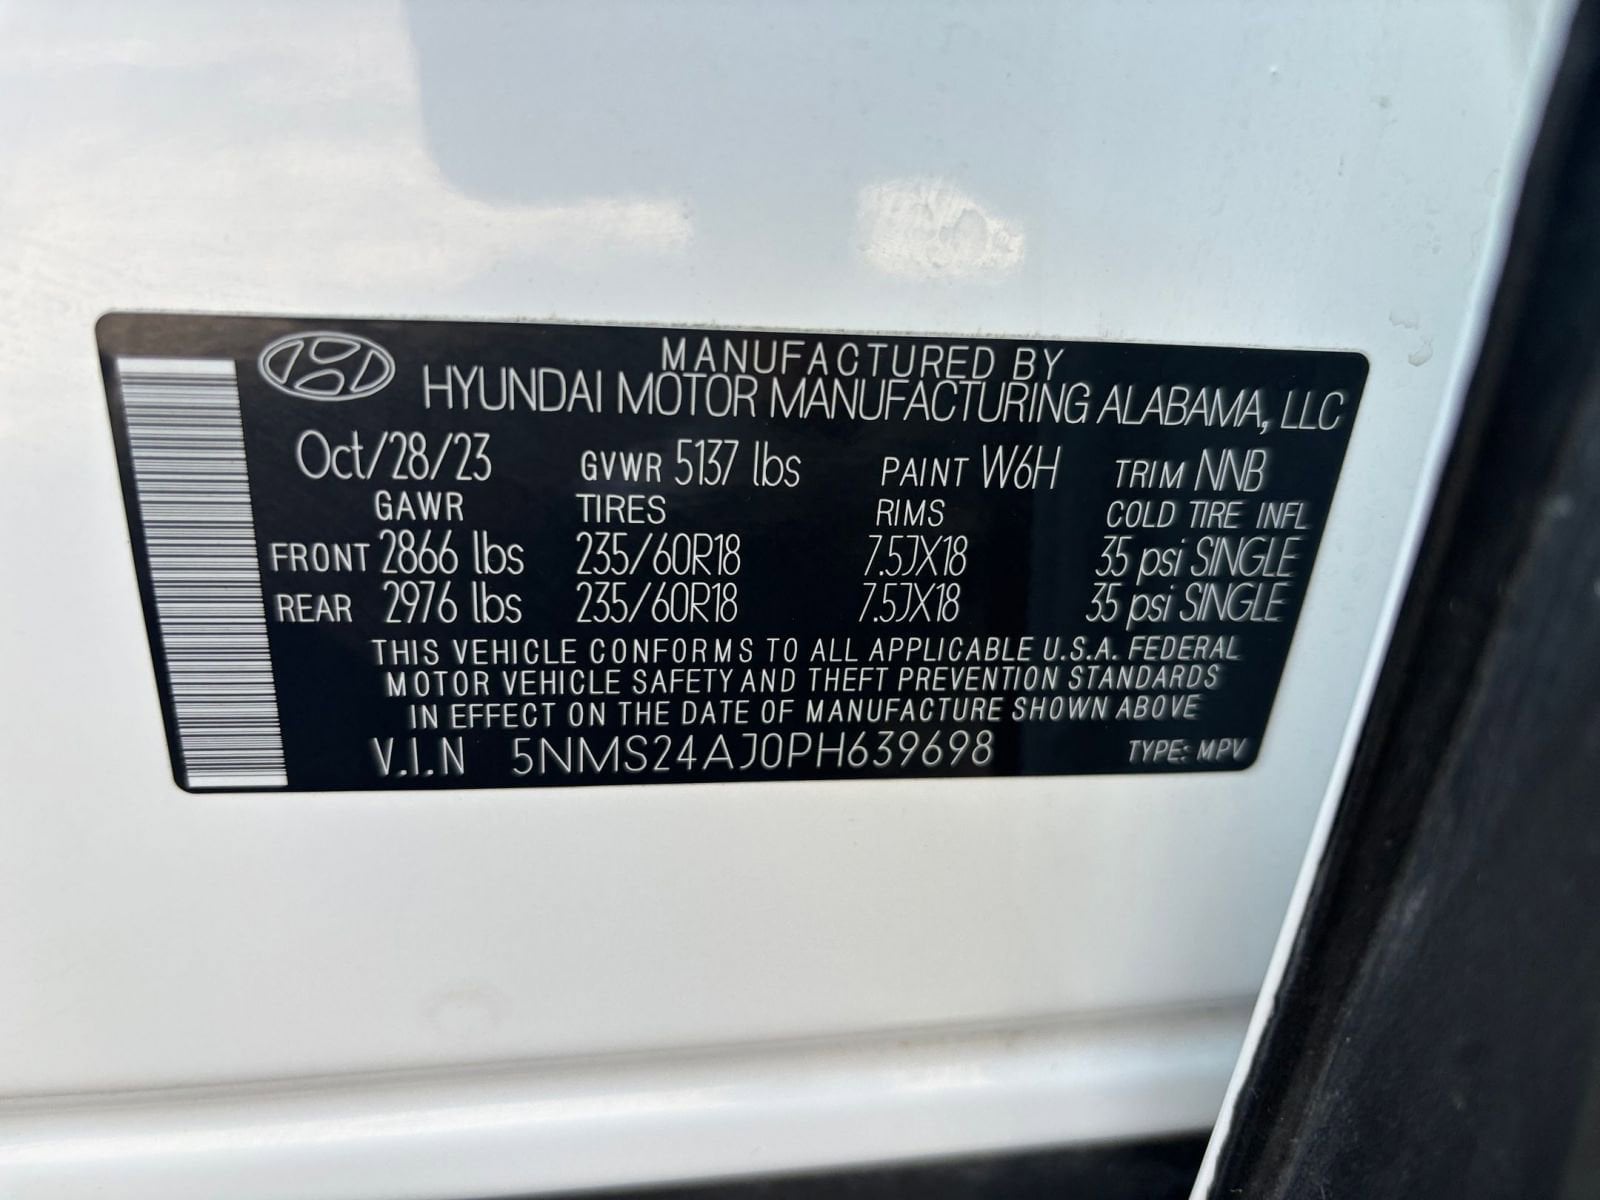 MANUFACTURED BY
HYUNDAI MOTOR MANUFACTURING ALABAMA, LLC
Oct/28/23 GVWR 5137 lbs PAINT W6H TRIM NNB
GAWR TIRES RIMS COLD TIRE INFL
FRONT 2866 lbs 235/60R18 7.5JX18 35 psi SINGLE
REAR 2976 lbs 235/60R18 7.5JX18 35 psi SINGLE
THIS VEHICLE CONFORMS TO ALL APPLICABLE U.S.A. FEDERAL
MOTOR VEHICLE SAFETY AND THEFT PREVENTION STANDARDS
IN EFFECT ON THE DATE OF MANUFACTURE SHOWN ABOVE
V.I.N 5NMS24AJ0PH639698 TYPE: MPV